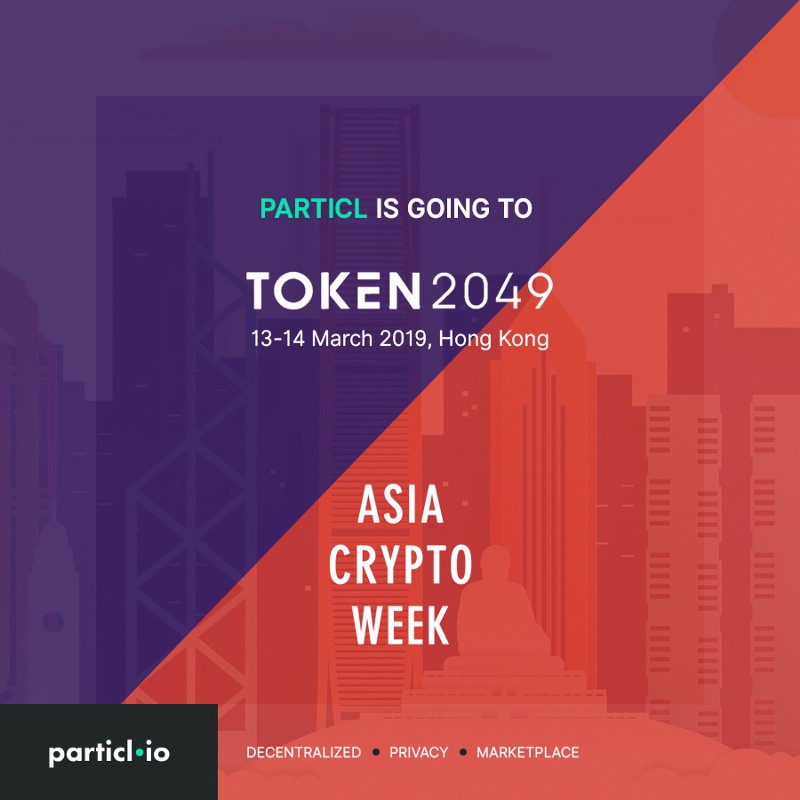 PARTICL IS GOING TO
TOKEN2049
13-14 March 2019, Hong Kong
ASIA
CRYPTO
WEEK
particl•io
DECENTRALIZED • PRIVACY • MARKETPLACE